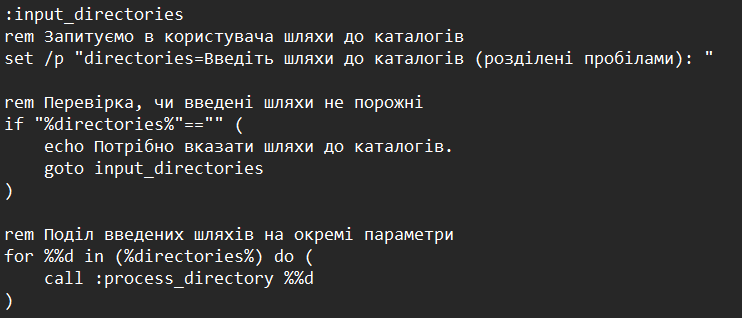 :input_directories
rem Запитуємо в користувача шляхи до каталогів
set /p "directories=Введіть шляхи до каталогів (розділені пробілами): "
rem Перевірка, чи введені шляхи не порожні
if "%directories%"=="" (
    echo Потрібно вказати шляхи до каталогів.
    goto input_directories
)
rem Поділ введених шляхів на окремі параметри
for %%d in (%directories%) do (
    call :process_directory %%d
)